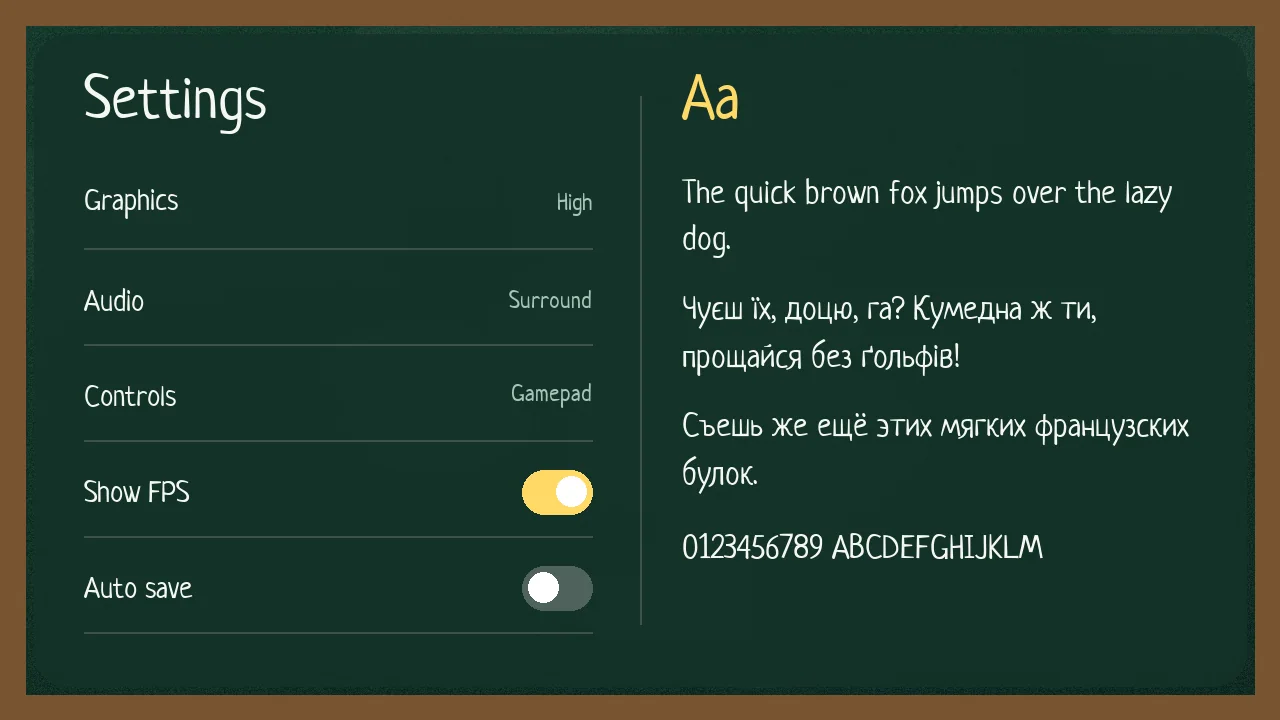 Settings
Graphics
High
Audio
Surround
Controls
Gamepad
Show FPS
Auto save
Aa
The quick brown fox jumps over the lazy
dog.
Чуєш їх, доцю, га? Кумедна ж ти,
прощайся без ґольфів!
Съешь же ещё этих мягких французских
булок.
0123456789 ABCDEFGHIJKLM